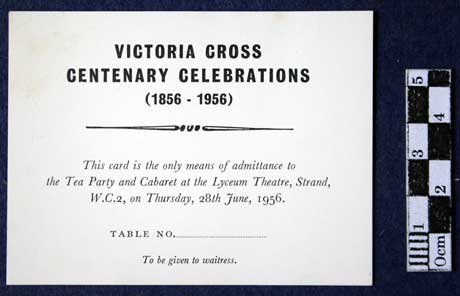 VICTORIA CROSS
CENTENARY CELEBRATIONS
(1856 - 1956)
This card is the only means of admittance to
the Tea Party and Cabaret at the Lyceum Theatre, Strand,
W.C.2, on Thursday, 28th June, 1956.
TABLE NO.
To be given to waitress.
5
4
3
2
1
0cm